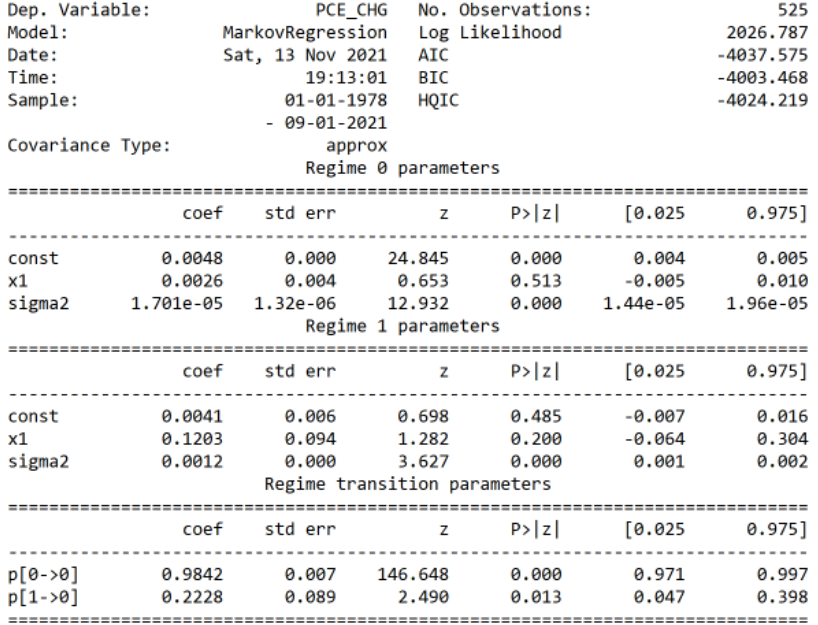 Dep. Variable: PCE_CHG No. Observations: 525
Model: MarkovRegression Log Likelihood 2026.787
Date: Sat, 13 Nov 2021 AIC -4037.575
Time: 19:13:01 BIC -4003.468
Sample: 01-01-1978 HQIC -4024.219
- 09-01-2021
Covariance Type: approx
Regime 0 parameters
==============================================================================
coef std err z P>|z| [0.025 0.975]
------------------------------------------------------------------------------
const 0.0048 0.000 24.845 0.000 0.004 0.005
x1 0.0026 0.004 0.653 0.513 -0.005 0.010
sigma2 1.701e-05 1.32e-06 12.932 0.000 1.44e-05 1.96e-05
Regime 1 parameters
==============================================================================
coef std err z P>|z| [0.025 0.975]
------------------------------------------------------------------------------
const 0.0041 0.006 0.698 0.485 -0.007 0.016
x1 0.1203 0.094 1.282 0.200 -0.064 0.304
sigma2 0.0012 0.000 3.627 0.000 0.001 0.002
Regime transition parameters
==============================================================================
coef std err z P>|z| [0.025 0.975]
------------------------------------------------------------------------------
p[0->0] 0.9842 0.007 146.648 0.000 0.971 0.997
p[1->0] 0.2228 0.089 2.490 0.013 0.047 0.398
==============================================================================